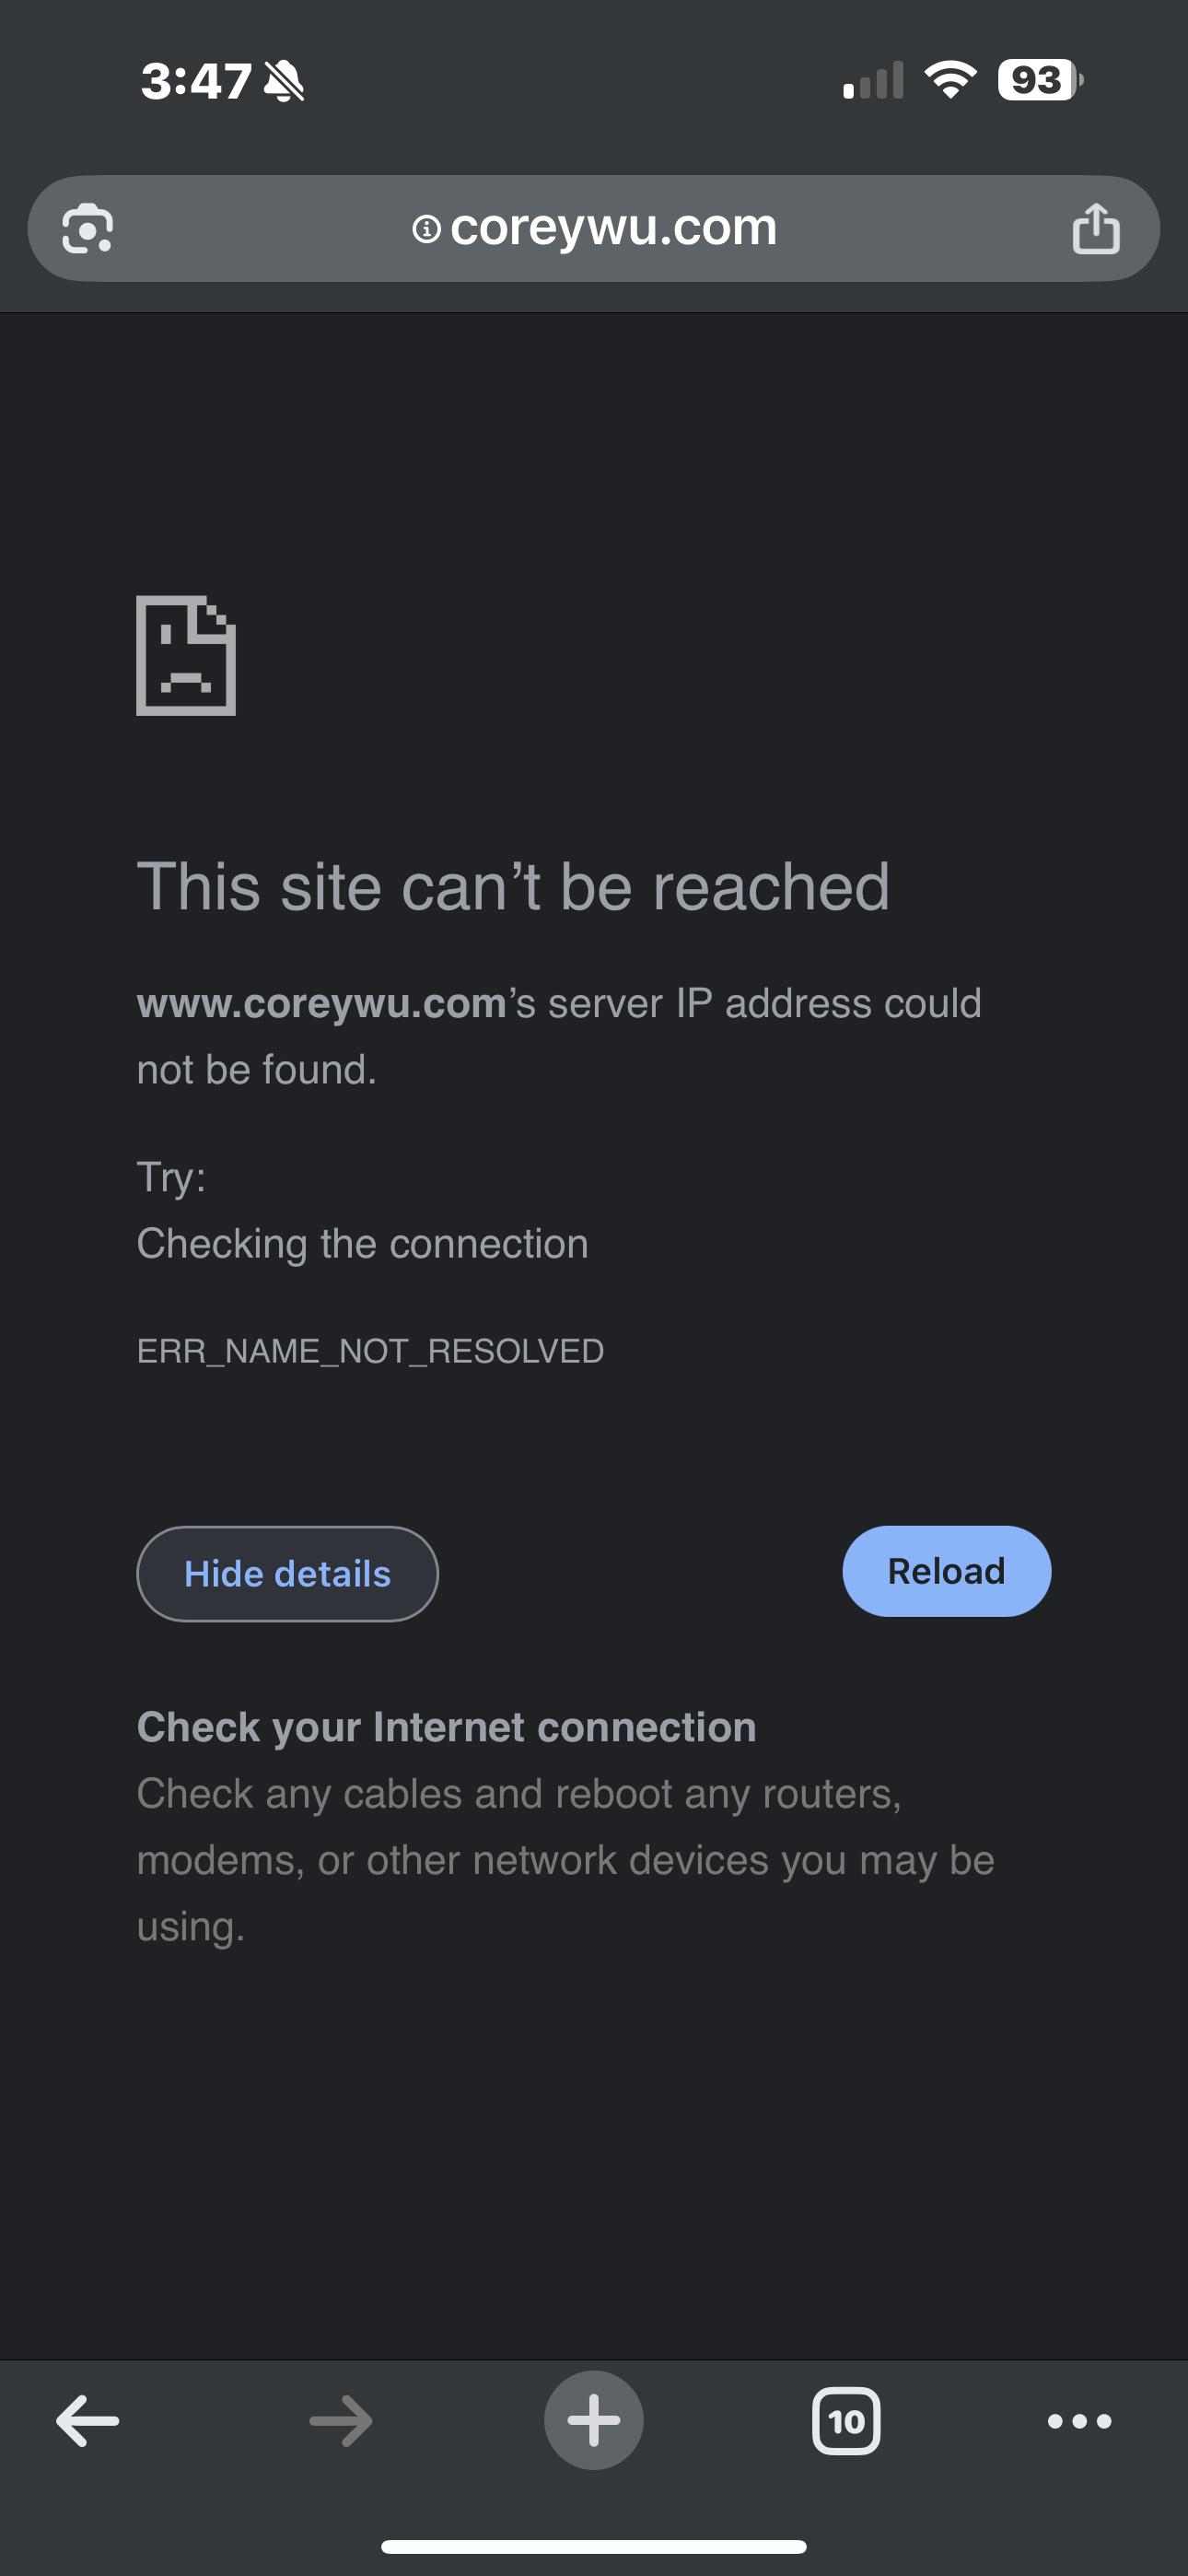 3:47
93
coreywu.com
This site can’t be reached
www.coreywu.com’s server IP address could
not be found.
Try:
Checking the connection
ERR_NAME_NOT_RESOLVED
Hide details
Reload
Check your Internet connection
Check any cables and reboot any routers,
modems, or other network devices you may be
using.
10